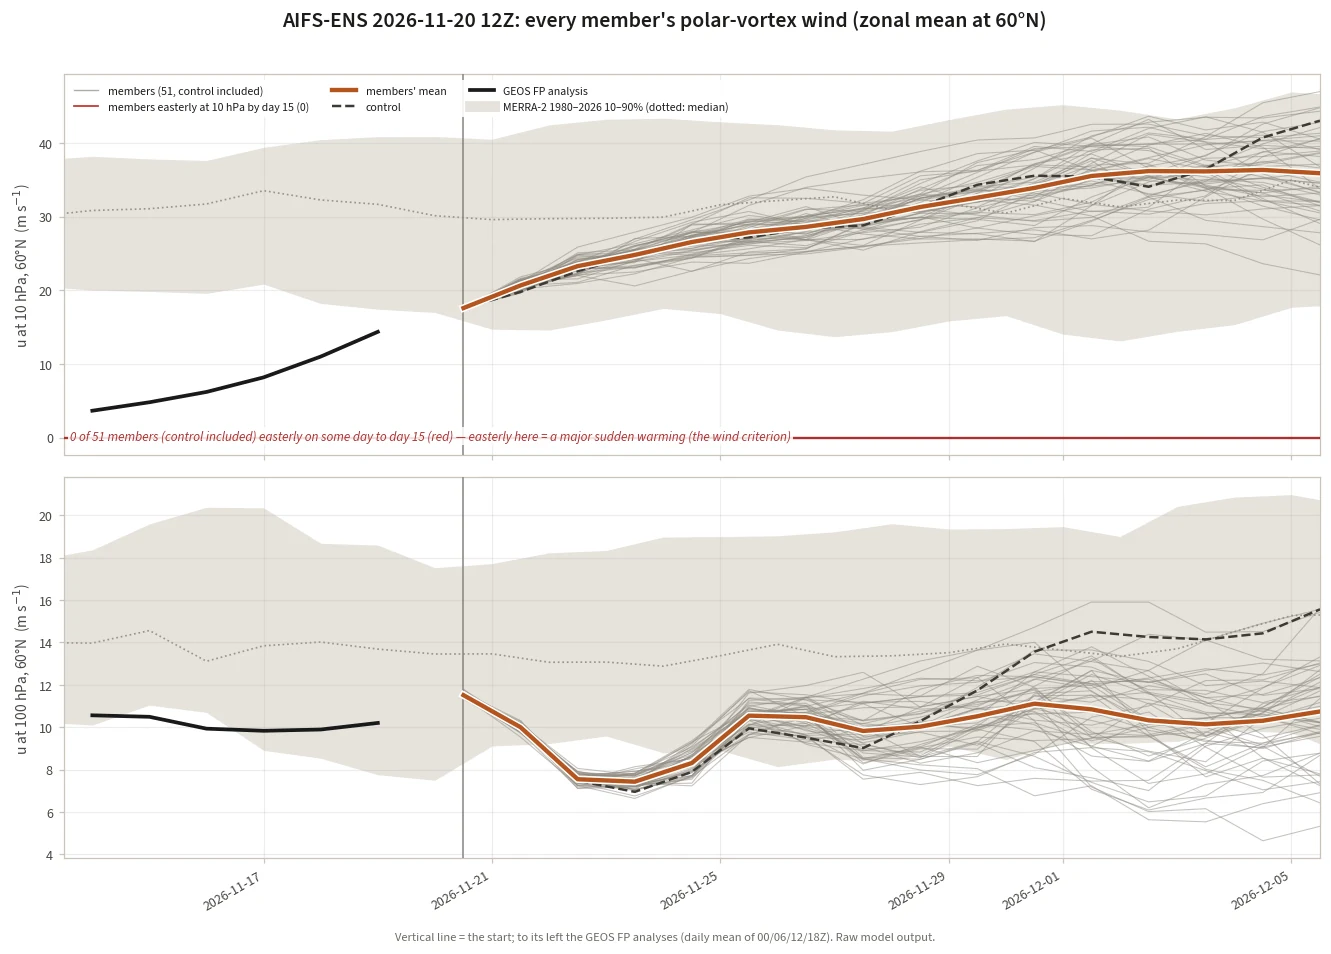 AIFS-ENS 2026-11-20 12Z: every member's polar-vortex wind (zonal mean at 60°N)
members (51, control included)
members easterly at 10 hPa by day 15 (0)
members' mean
control
GEOS FP analysis
MERRA-2 1980–2026 10–90% (dotted: median)
u at 10 hPa, 60°N (m s⁻¹)
40
30
20
10
0
0 of 51 members (control included) easterly on some day to day 15 (red) — easterly here = a major sudden warming (the wind criterion)
u at 100 hPa, 60°N (m s⁻¹)
20
18
16
14
12
10
8
6
4
2026-11-17
2026-11-21
2026-11-25
2026-11-29
2026-12-01
2026-12-05
Vertical line = the start; to its left the GEOS FP analyses (daily mean of 00/06/12/18Z). Raw model output.